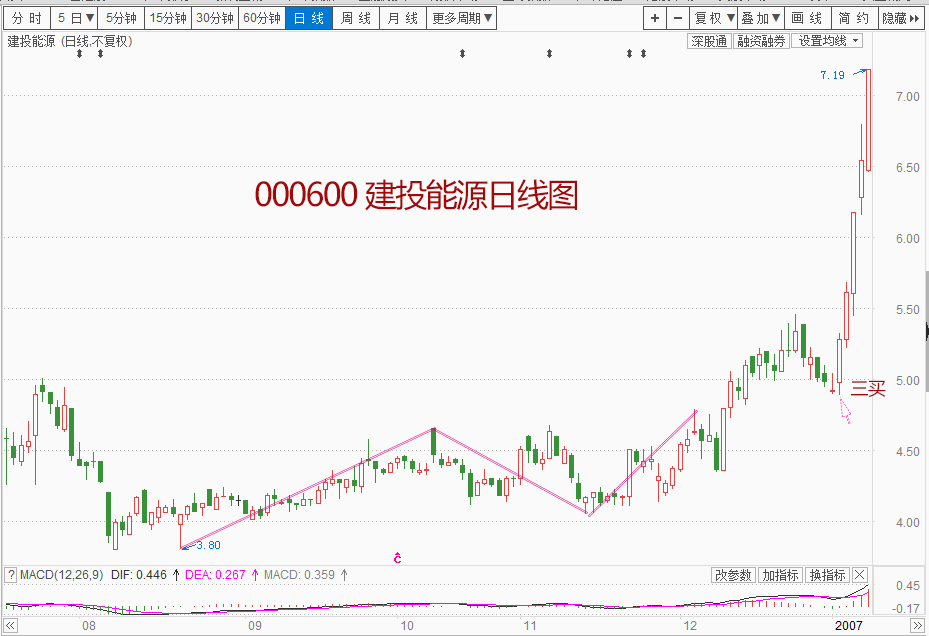 分时 5日▼ 5分钟 15分钟 30分钟 60分钟 日线 周线 月线 更多周期▼ + − 复权▼ 叠加▼ 画线 简约 隐藏
建投能源 (日线,不复权) 深股通 融资融券 设置均线
7.19
7.00
6.50
000600 建投能源日线图
6.00
5.50
5.00
三买
4.50
4.00
3.80
Ĉ
? MACD(12,26,9) DIF: 0.446 ↑ DEA: 0.267 ↑ MACD: 0.359 ↑ 改参数 加指标 换指标
0.45
-0.17
08 09 10 11 12 2007